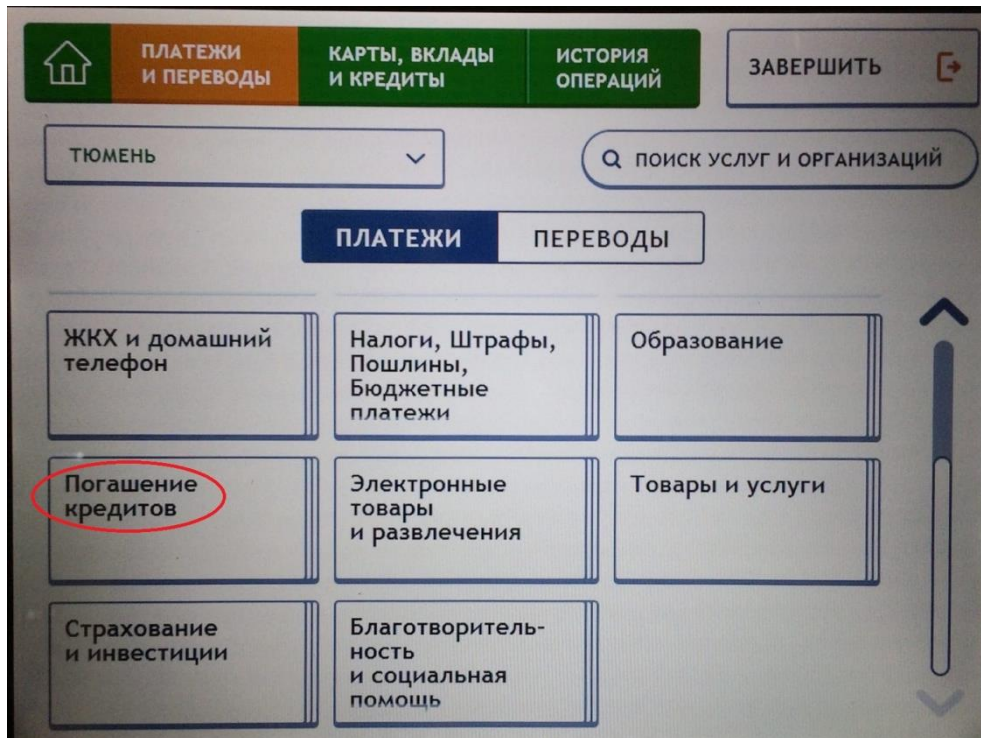 ПЛАТЕЖИ
И ПЕРЕВОДЫ
КАРТЫ, ВКЛАДЫ
И КРЕДИТЫ
ИСТОРИЯ
ОПЕРАЦИЙ
ЗАВЕРШИТЬ
ТЮМЕНЬ
ПОИСК УСЛУГ И ОРГАНИЗАЦИЙ
ПЛАТЕЖИ
ПЕРЕВОДЫ
ЖКХ и домашний
телефон
Налоги, Штрафы,
Пошлины,
Бюджетные
платежи
Образование
Погашение
кредитов
Электронные
товары
и развлечения
Товары и услуги
Страхование
и инвестиции
Благотворитель-
ность
и социальная
помощь